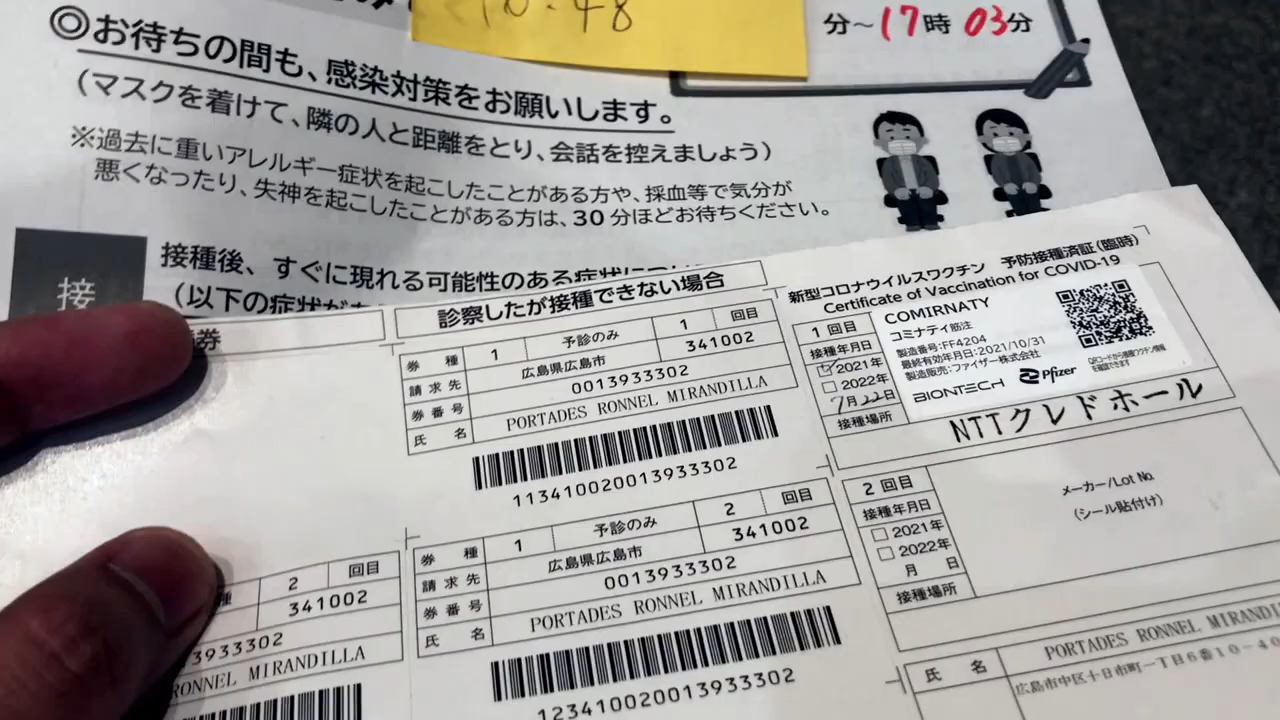 10:48
分～17時 03分
◎お待ちの間も、感染対策をお願いします。
（マスクを着けて、隣の人と距離をとり、会話を控えましょう）
※過去に重いアレルギー症状を起こしたことがある方や、採血等で気分が
悪くなったり、失神を起こしたことがある方は、30分ほどお待ちください。
接
接種後、すぐに現れる可能性のある症状に
（以下の症状が
券
診察したが接種できない場合
券種 1 予診のみ 1 回目
請求先 広島県広島市 341002
券番号 0013933302
氏名 PORTADES RONNEL MIRANDILLA
113410020013933302
券種 1 予診のみ 2 回目
請求先 広島県広島市 341002
券番号 0013933302
氏名 PORTADES RONNEL MIRANDILLA
123410020013933302
種 2 回目
341002
3933302
NEL MIRANDILLA
新型コロナウイルスワクチン 予防接種済証（臨時）
Certificate of Vaccination for COVID-19
1回目
接種年月日
2021年
2022年
7月22日
接種場所
COMIRNATY
コミナティ筋注
製造番号:FF4204
最終有効年月日:2021/10/31
製造販売:ファイザー株式会社
BIONTECH Pfizer
NTTクレドホール
2回目
接種年月日
2021年
2022年
月 日
接種場所
メーカー/Lot No.
（シール貼付け）
氏名 PORTADES RONNEL MIRANDI
広島市中区十日市町一丁目6番10-40